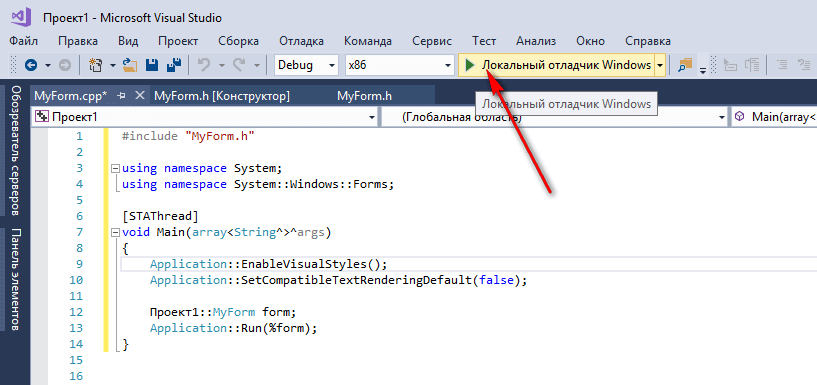 Проект1 - Microsoft Visual Studio
Файл Правка Вид Проект Сборка Отладка Команда Сервис Тест Анализ Окно Справка
Debug x86 Локальный отладчик Windows
Обозреватель серверов
Панель элементов
MyForm.cpp* MyForm.h [Конструктор] MyForm.h
Локальный отладчик Windows
Проект1 (Глобальная область) Main(array<
1 #include "MyForm.h"
2
3 using namespace System;
4 using namespace System::Windows::Forms;
5
6 [STAThread]
7 void Main(array<String^>^args)
8 {
9 Application::EnableVisualStyles();
10 Application::SetCompatibleTextRenderingDefault(false);
11
12 Проект1::MyForm form;
13 Application::Run(%form);
14 }
15
16